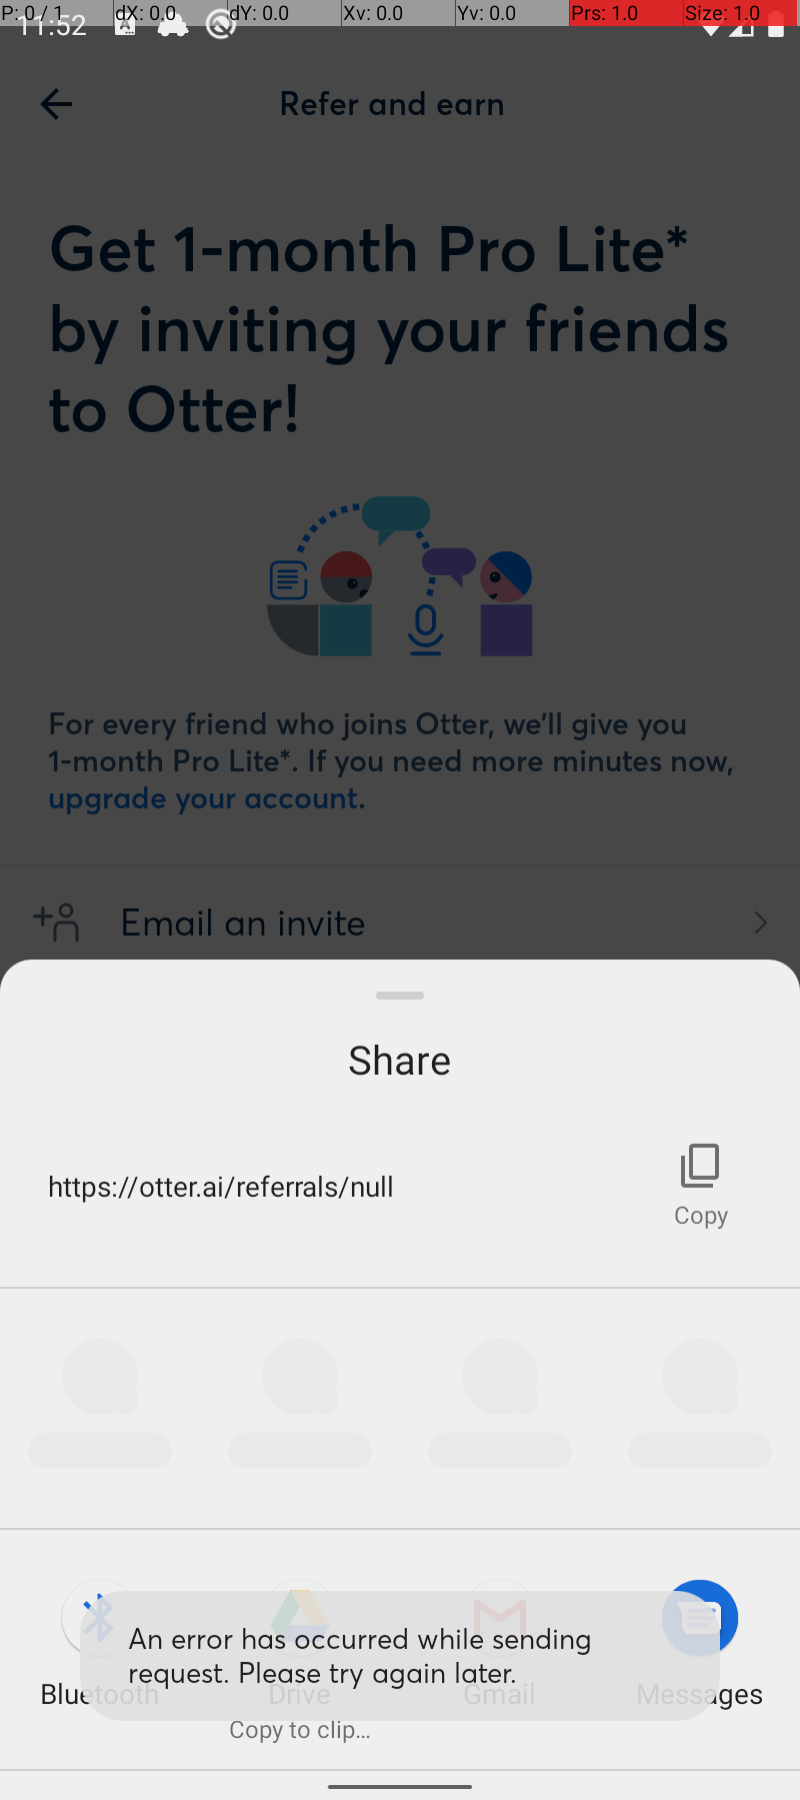 P: 0 / 1 dX: 0.0 dY: 0.0 Xv: 0.0 Yv: 0.0 Prs: 1.0 Size: 1.0
11:52
Refer and earn
Get 1-month Pro Lite*
by inviting your friends
to Otter!
For every friend who joins Otter, we'll give you
1-month Pro Lite*. If you need more minutes now,
upgrade your account.
Email an invite
Share
https://otter.ai/referrals/null
Copy
An error has occurred while sending
request. Please try again later.
Bluetooth Drive Gmail Messages
Copy to clip...